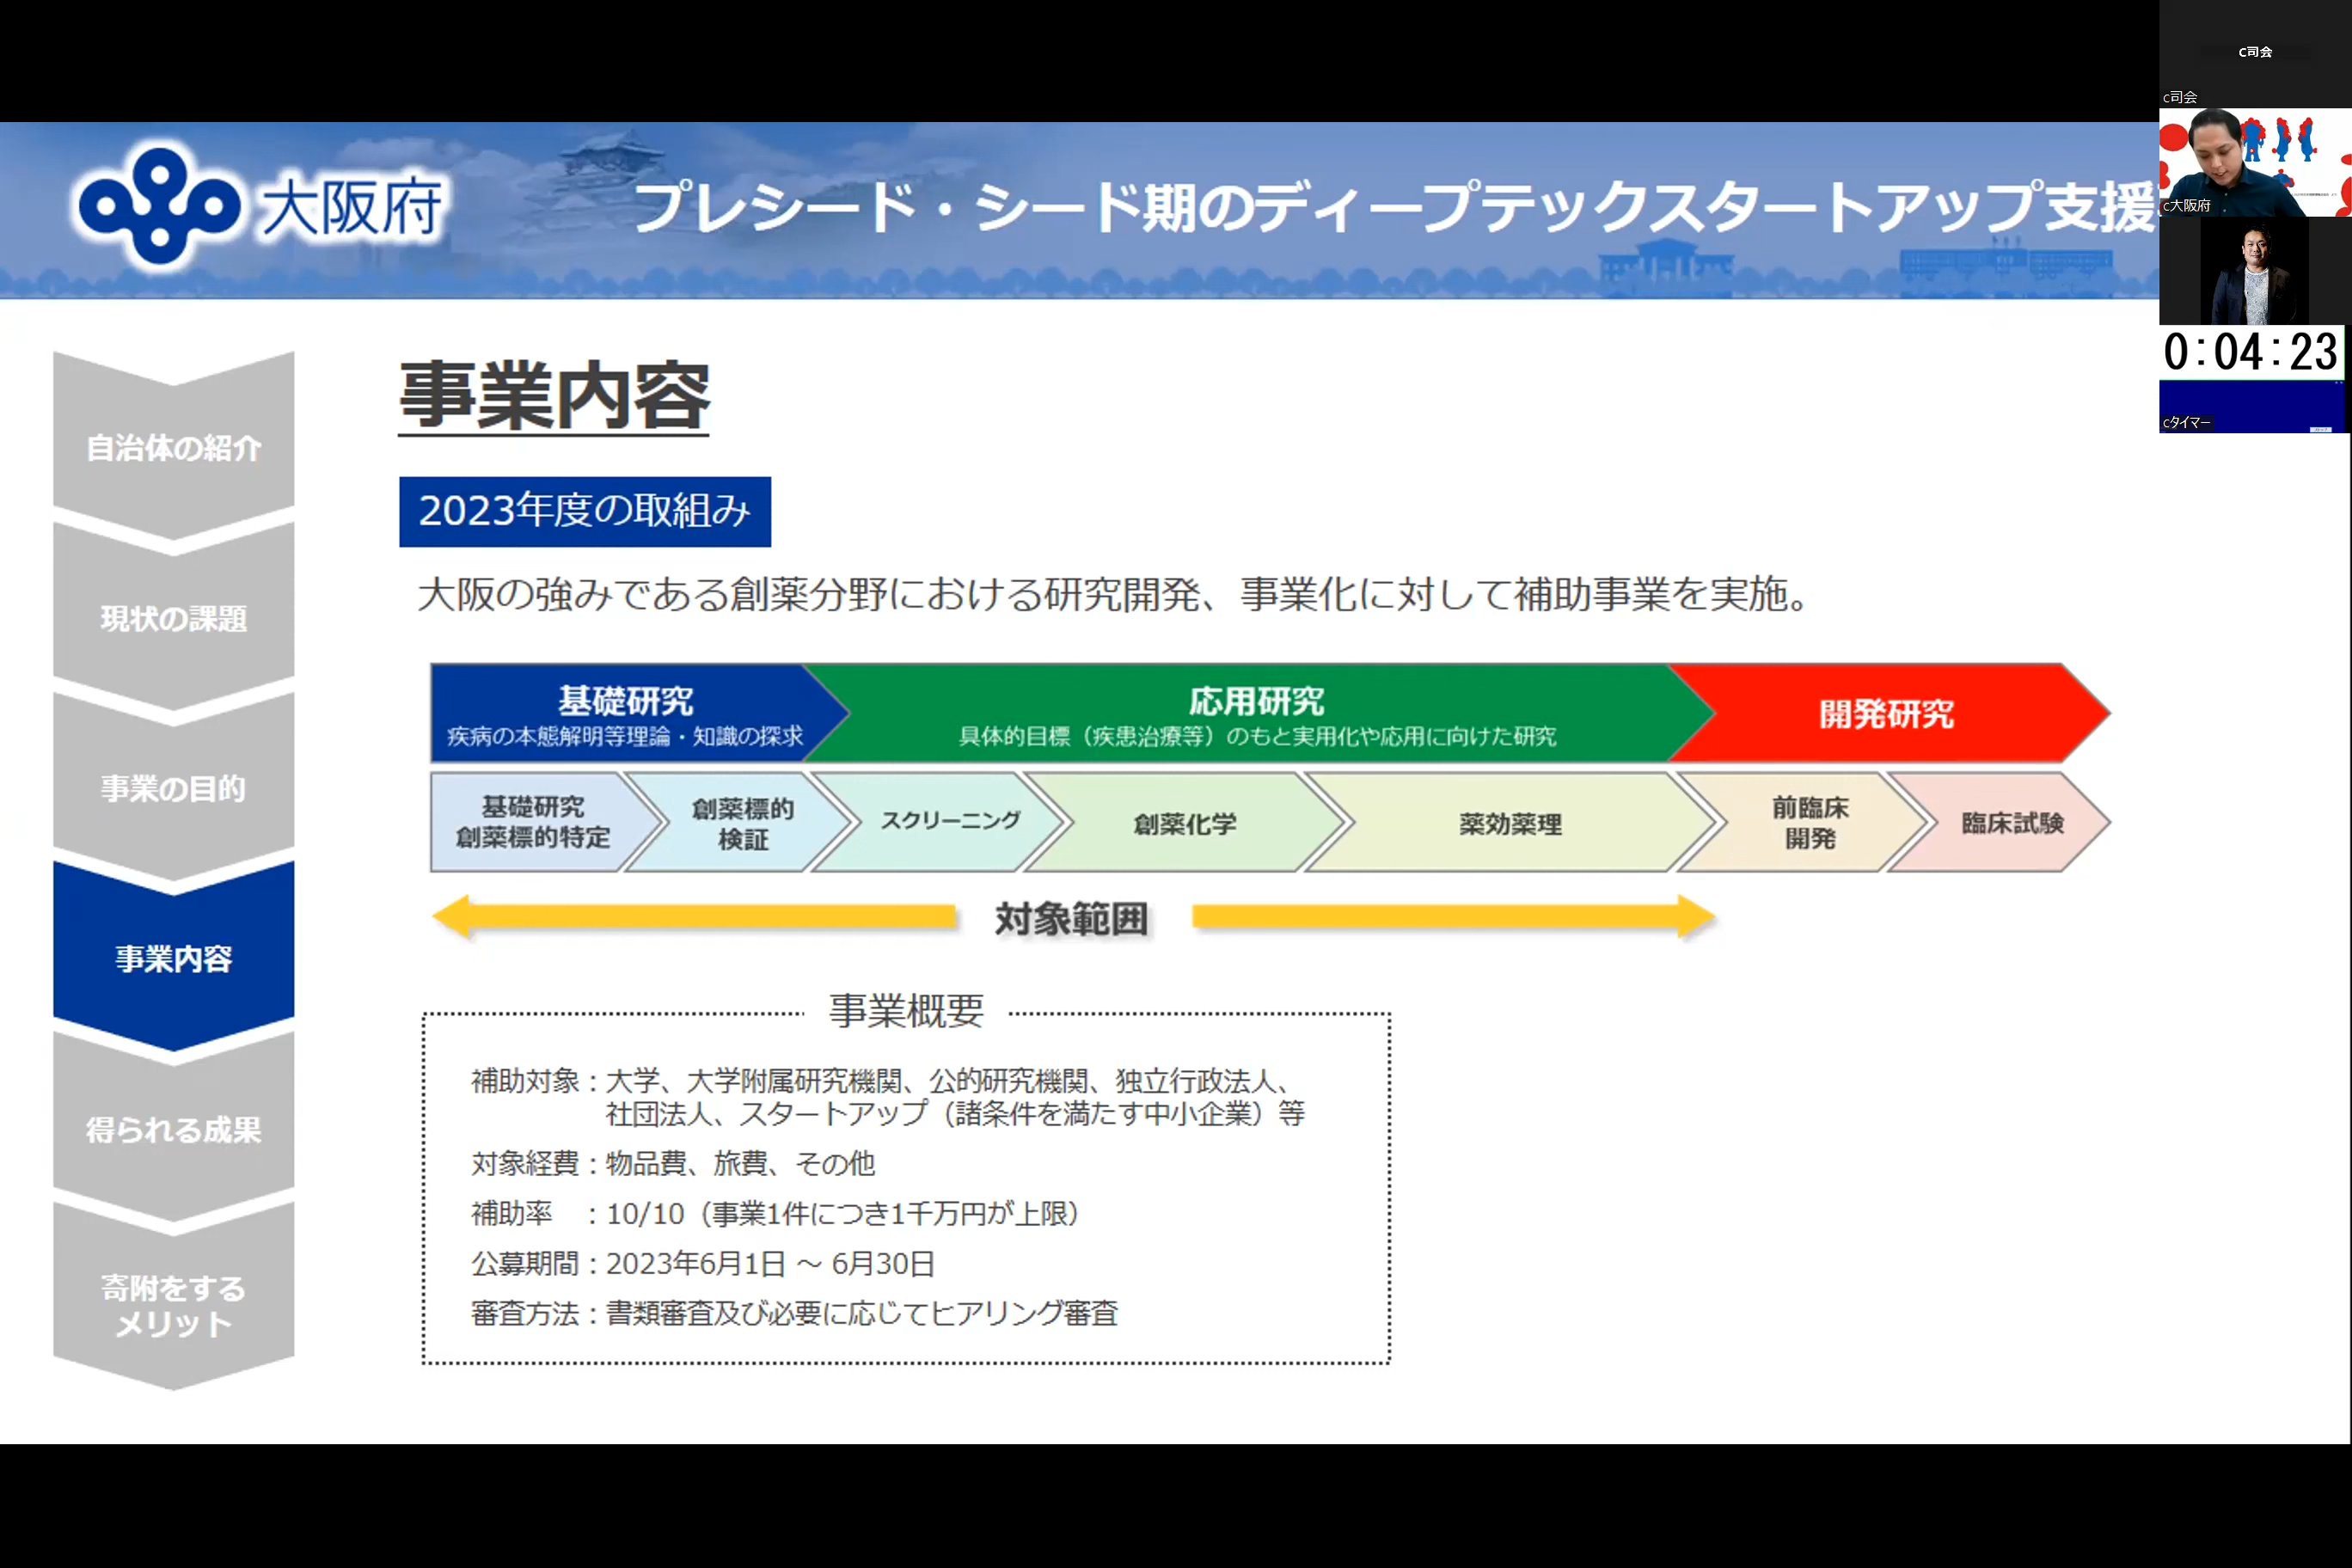 c司会
c司会
大阪府
プレシード・シード期のディープテックスタートアップ支援
c大阪府
0:04:23
cタイマー
自治体の紹介
現状の課題
事業の目的
事業内容
得られる成果
寄附をする
メリット
事業内容
2023年度の取組み
大阪の強みである創薬分野における研究開発、事業化に対して補助事業を実施。
基礎研究
疾病の本態解明等理論・知識の探求
応用研究
具体的目標（疾患治療等）のもと実用化や応用に向けた研究
開発研究
基礎研究
創薬標的特定
創薬標的
検証
スクリーニング
創薬化学
薬効薬理
前臨床
開発
臨床試験
対象範囲
事業概要
補助対象：大学、大学附属研究機関、公的研究機関、独立行政法人、
社団法人、スタートアップ（諸条件を満たす中小企業）等
対象経費：物品費、旅費、その他
補助率　：10/10（事業1件につき1千万円が上限）
公募期間：2023年6月1日 ～ 6月30日
審査方法：書類審査及び必要に応じてヒアリング審査